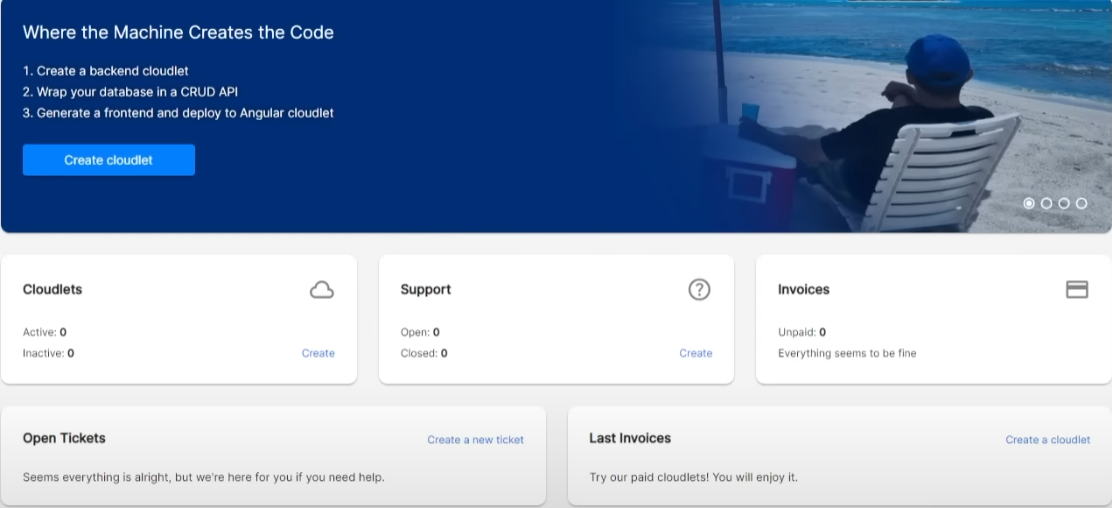 Where the Machine Creates the Code
1. Create a backend cloudlet
2. Wrap your database in a CRUD API
3. Generate a frontend and deploy to Angular cloudlet
Create cloudlet
Cloudlets
Active: 0
Inactive: 0
Create
Support
Open: 0
Closed: 0
Create
Invoices
Unpaid: 0
Everything seems to be fine
Open Tickets
Create a new ticket
Seems everything is alright, but we're here for you if you need help.
Last Invoices
Create a cloudlet
Try our paid cloudlets! You will enjoy it.